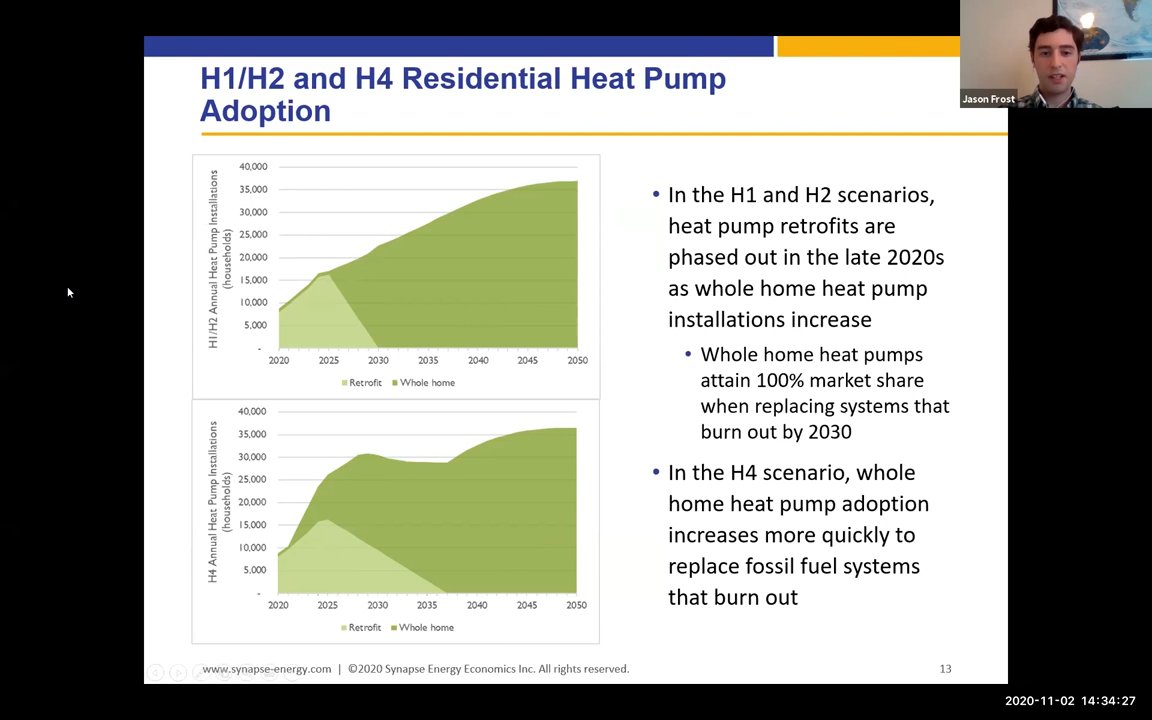 Jason Frost
H1/H2 and H4 Residential Heat Pump
Adoption
H1/H2 Annual Heat Pump Installations
(households)
40,000
35,000
30,000
25,000
20,000
15,000
10,000
5,000
-
2020 2025 2030 2035 2040 2045 2050
Retrofit Whole home
H4 Annual Heat Pump Installations
(households)
40,000
35,000
30,000
25,000
20,000
15,000
10,000
5,000
-
2020 2025 2030 2035 2040 2045 2050
Retrofit Whole home
• In the H1 and H2 scenarios,
heat pump retrofits are
phased out in the late 2020s
as whole home heat pump
installations increase
• Whole home heat pumps
attain 100% market share
when replacing systems that
burn out by 2030
• In the H4 scenario, whole
home heat pump adoption
increases more quickly to
replace fossil fuel systems
that burn out
www.synapse-energy.com | ©2020 Synapse Energy Economics Inc. All rights reserved.
13
2020-11-02 14:34:27